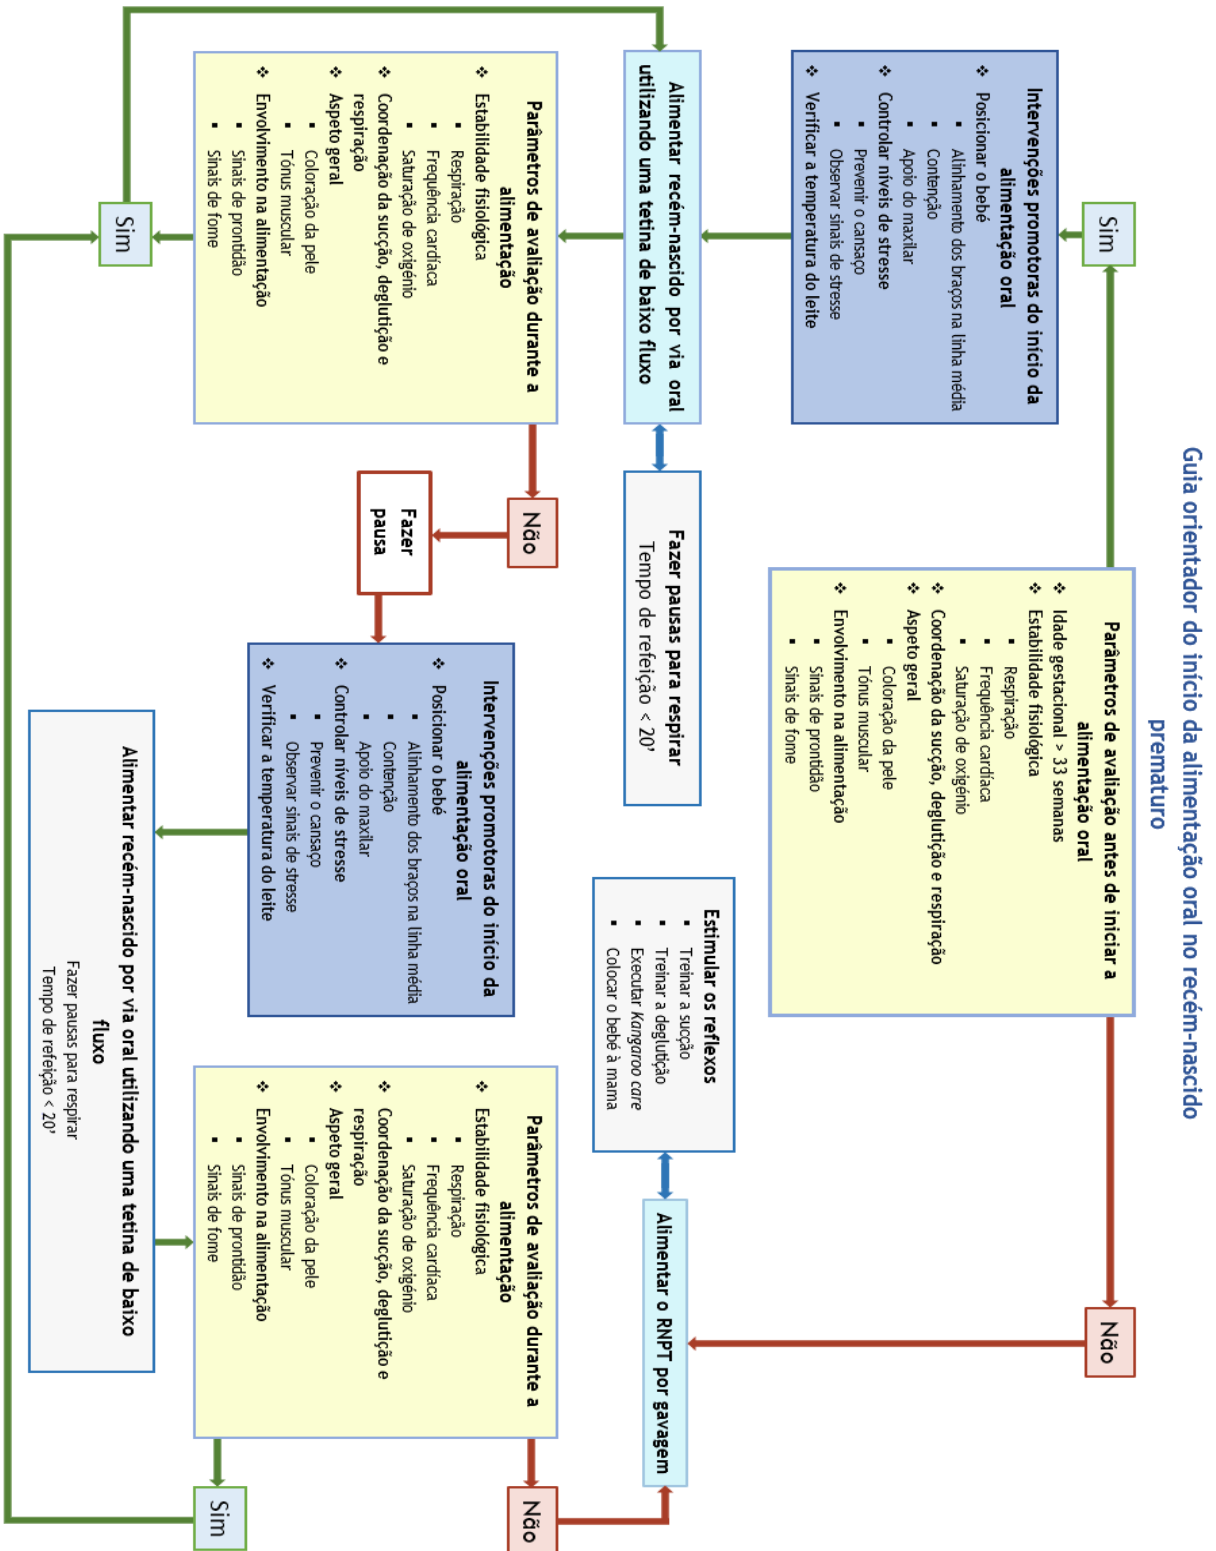 Guia orientador do início da alimentação oral no recém-nascido
prematuro
Sim
Intervenções promotoras do início da
alimentação oral
❖ Posicionar o bebé
▪ Alinhamento dos braços na linha média
▪ Contenção
▪ Apoio do maxilar
❖ Controlar níveis de stresse
▪ Prevenir o cansaço
▪ Observar sinais de stresse
❖ Verificar a temperatura do leite
Parâmetros de avaliação antes de iniciar a
alimentação oral
❖ Idade gestacional > 33 semanas
❖ Estabilidade fisiológica
▪ Respiração
▪ Frequência cardíaca
▪ Saturação de oxigénio
❖ Coordenação da sucção, deglutição e respiração
❖ Aspeto geral
▪ Coloração da pele
▪ Tónus muscular
❖ Envolvimento na alimentação
▪ Sinais de prontidão
▪ Sinais de fome
Não
Alimentar recém-nascido por via oral
utilizando uma tetina de baixo fluxo
Fazer pausas para respirar
Tempo de refeição < 20’
Estimular os reflexos
▪ Treinar a sucção
▪ Treinar a deglutição
▪ Executar Kangaroo care
▪ Colocar o bebé à mama
Alimentar o RNPT por gavagem
Parâmetros de avaliação durante a
alimentação
❖ Estabilidade fisiológica
▪ Respiração
▪ Frequência cardíaca
▪ Saturação de oxigénio
❖ Coordenação da sucção, deglutição e
respiração
❖ Aspeto geral
▪ Coloração da pele
▪ Tónus muscular
❖ Envolvimento na alimentação
▪ Sinais de prontidão
▪ Sinais de fome
Não
Fazer
pausa
Intervenções promotoras do início da
alimentação oral
❖ Posicionar o bebé
▪ Alinhamento dos braços na linha média
▪ Contenção
▪ Apoio do maxilar
❖ Controlar níveis de stresse
▪ Prevenir o cansaço
▪ Observar sinais de stresse
❖ Verificar a temperatura do leite
Parâmetros de avaliação durante a
alimentação
❖ Estabilidade fisiológica
▪ Respiração
▪ Frequência cardíaca
▪ Saturação de oxigénio
❖ Coordenação da sucção, deglutição e
respiração
❖ Aspeto geral
▪ Coloração da pele
▪ Tónus muscular
❖ Envolvimento na alimentação
▪ Sinais de prontidão
▪ Sinais de fome
Não
Sim
Sim
Alimentar recém-nascido por via oral utilizando uma tetina de baixo
fluxo
Fazer pausas para respirar
Tempo de refeição < 20’